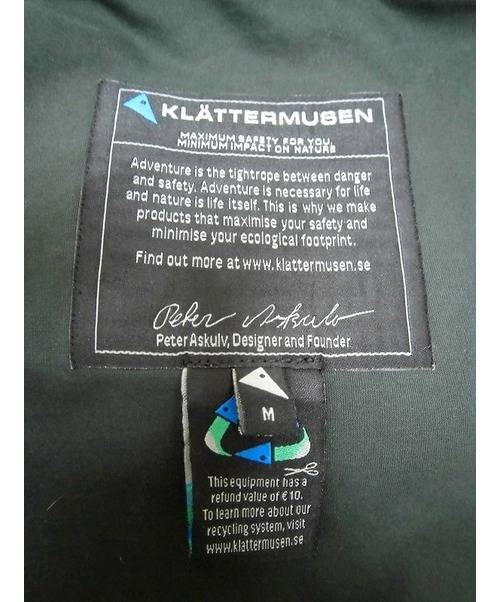 KLÄTTERMUSEN
MAXIMUM SAFETY FOR YOU,
MINIMUM IMPACT ON NATURE
Adventure is the tightrope between danger
and safety. Adventure is necessary for life
and nature is life itself. This is why we make
products that maximise your safety and
minimise your ecological footprint.
Find out more at www.klattermusen.se
Peter Askulv
Peter Askulv, Designer and Founder
M
This equipment has a
refund value of € 10.
To learn more about our
recycling system, visit
www.klattermusen.se